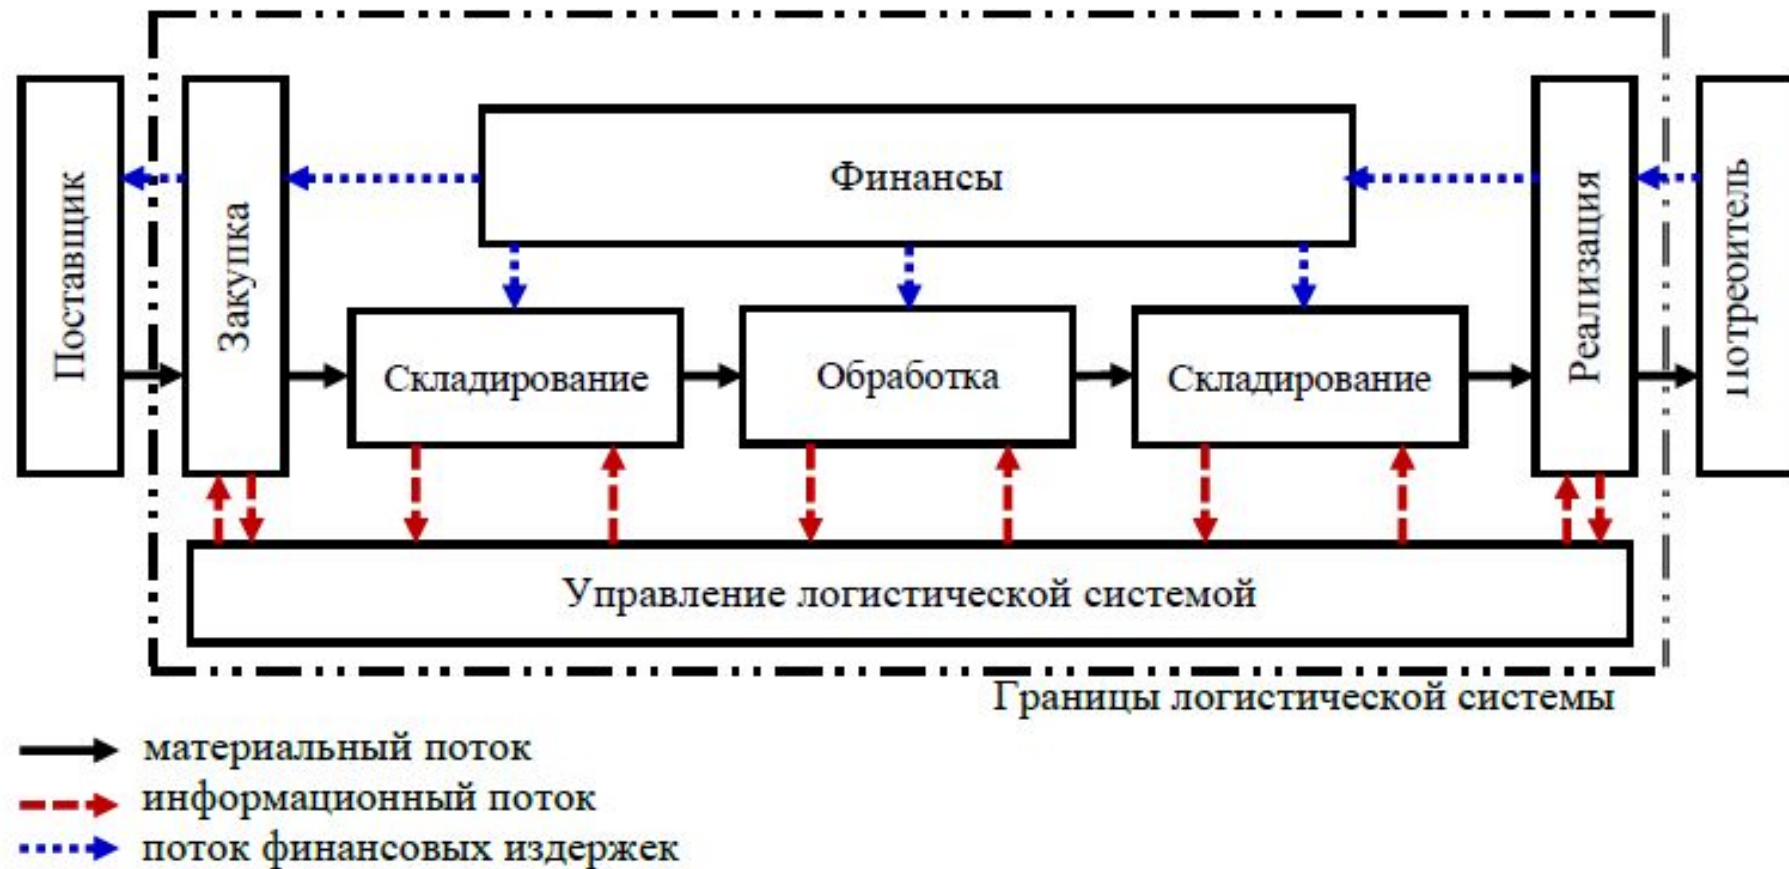 Поставщик
Закупка
Финансы
Реализация
Потреоитель
Складирование
Обработка
Складирование
Управление логистической системой
Границы логистической системы
материальный поток
информационный поток
поток финансовых издержек